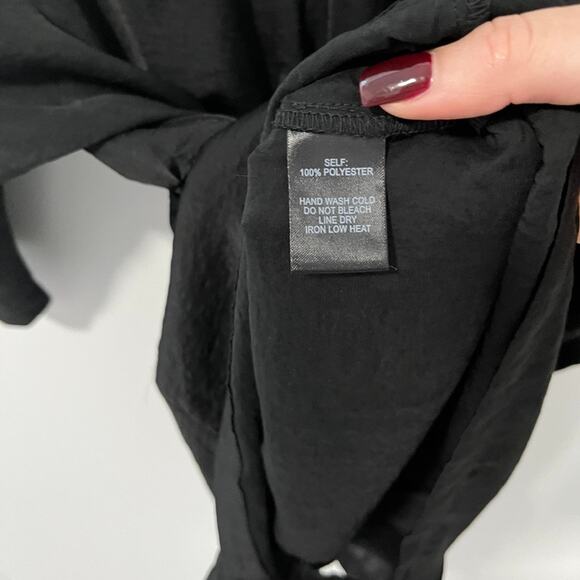 SELF:
100% POLYESTER
HAND WASH COLD
DO NOT BLEACH
LINE DRY
IRON LOW HEAT